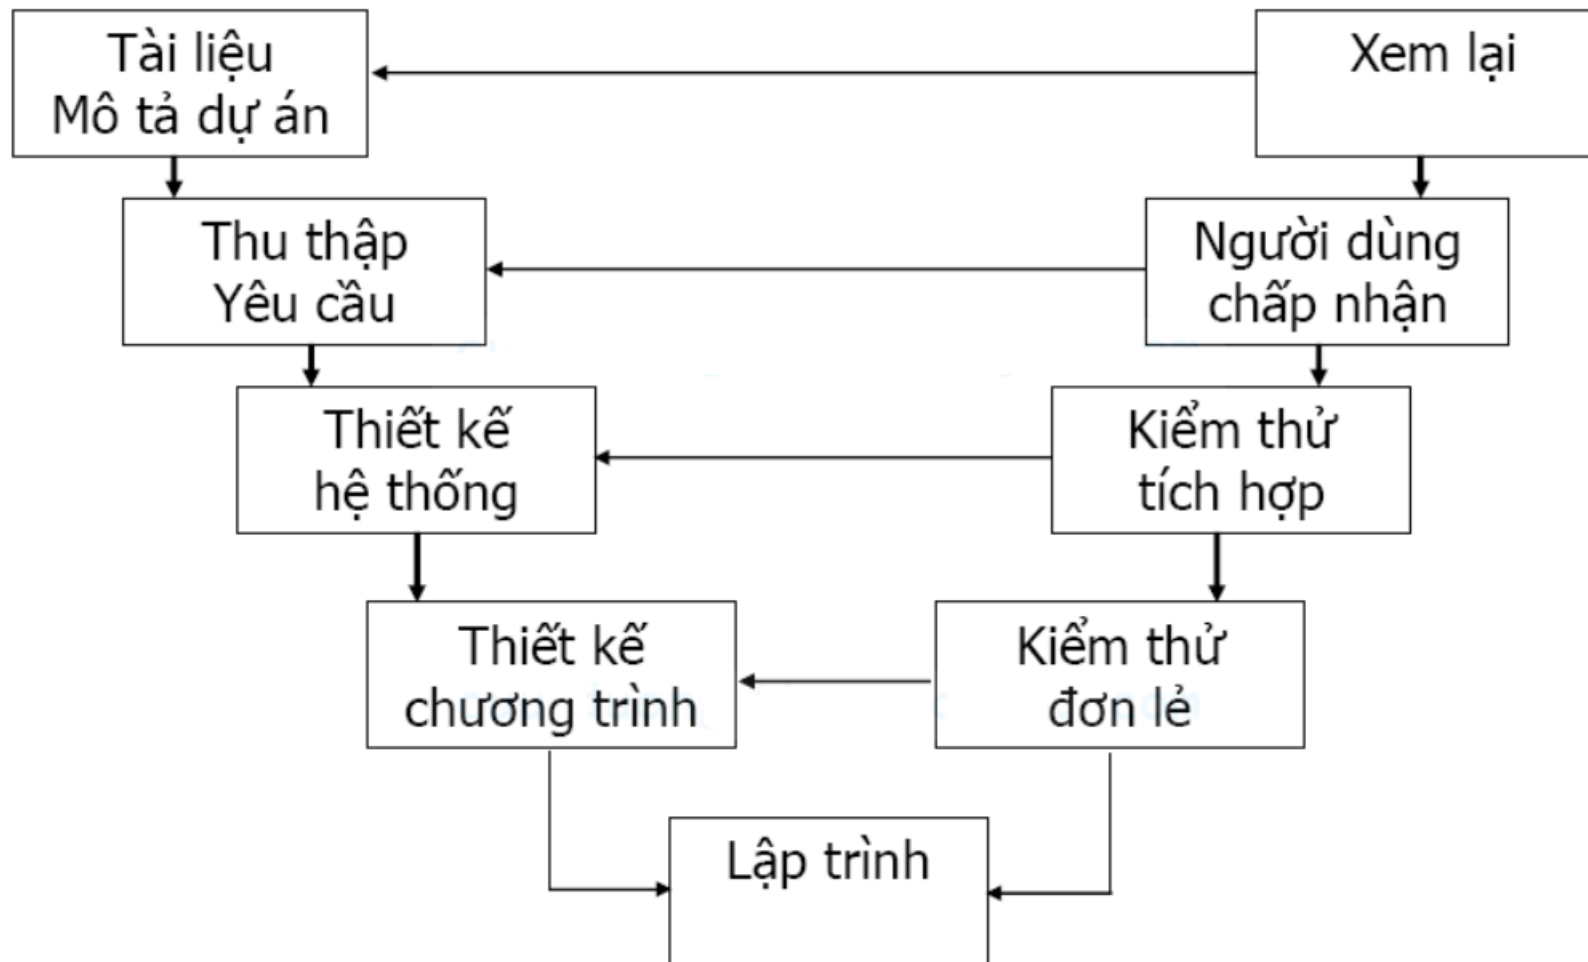 Tài liệu
Mô tả dự án
Xem lại
Thu thập
Yêu cầu
Người dùng
chấp nhận
Thiết kế
hệ thống
Kiểm thử
tích hợp
Thiết kế
chương trình
Kiểm thử
đơn lẻ
Lập trình